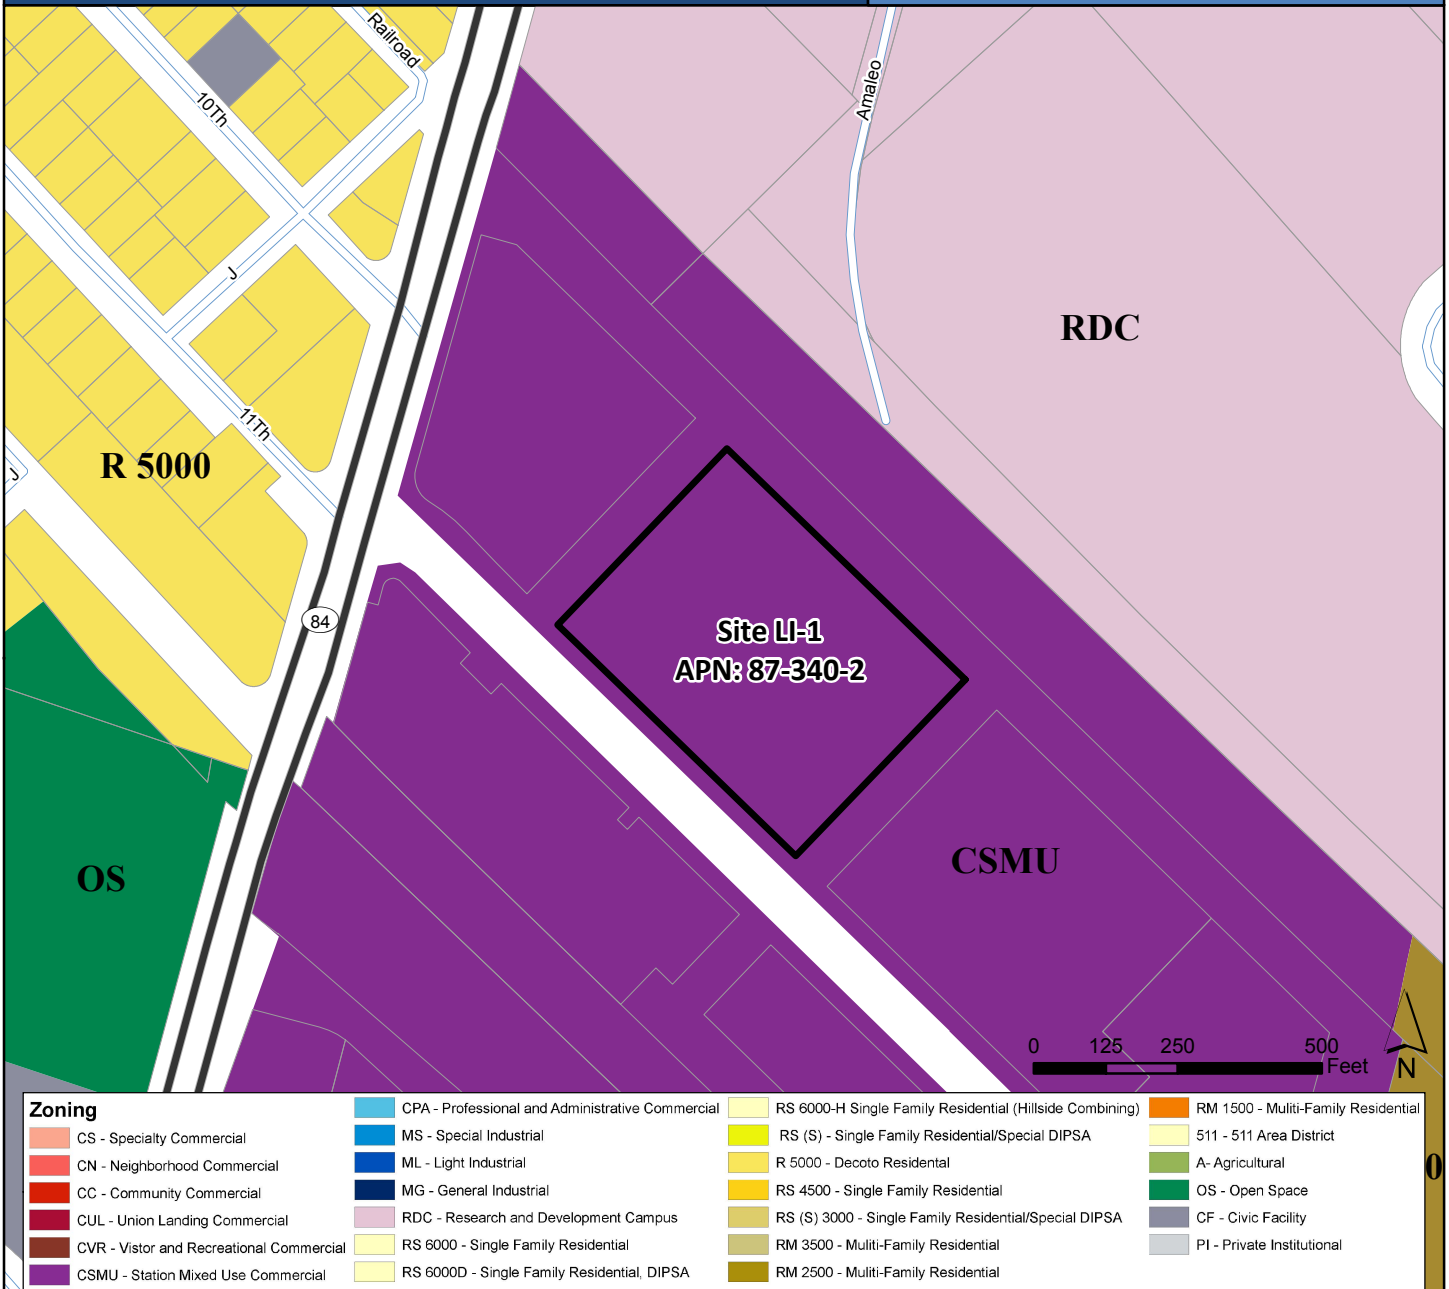 Railroad
10Th
Amaleo
J
RDC
11Th
R 5000
J
84
Site LI-1
APN: 87-340-2
CSMU
OS
0 125 250 500
Feet
N
0
Zoning
CS - Specialty Commercial
CN - Neighborhood Commercial
CC - Community Commercial
CUL - Union Landing Commercial
CVR - Vistor and Recreational Commercial
CSMU - Station Mixed Use Commercial
CPA - Professional and Administrative Commercial
MS - Special Industrial
ML - Light Industrial
MG - General Industrial
RDC - Research and Development Campus
RS 6000 - Single Family Residential
RS 6000D - Single Family Residential, DIPSA
RS 6000-H Single Family Residential (Hillside Combining)
RS (S) - Single Family Residential/Special DIPSA
R 5000 - Decoto Residental
RS 4500 - Single Family Residential
RS (S) 3000 - Single Family Residential/Special DIPSA
RM 3500 - Muliti-Family Residential
RM 2500 - Muliti-Family Residential
RM 1500 - Muliti-Family Residential
511 - 511 Area District
A- Agricultural
OS - Open Space
CF - Civic Facility
PI - Private Institutional